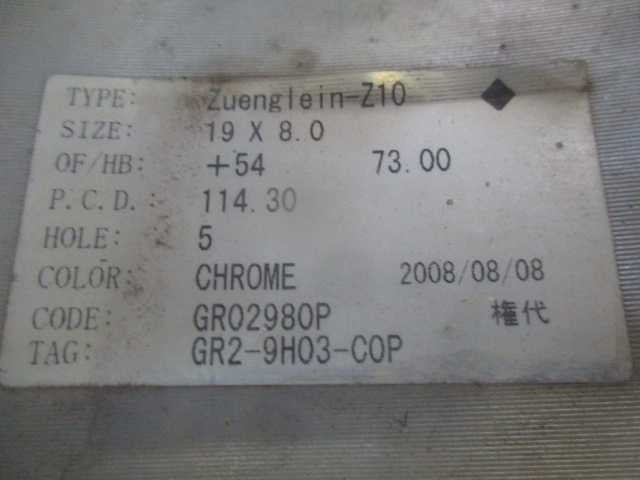 TYPE: Zuenglein-Z10 ◆
SIZE: 19 X 8.0
OF/HB: +54 73.00
P.C.D.: 114.30
HOLE: 5
COLOR: CHROME 2008/08/08
CODE: GR02980P 権代
TAG: GR2-9H03-C0P